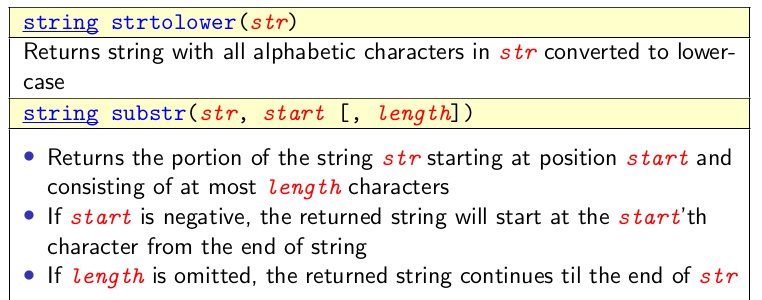 string strtolower(str)
Returns string with all alphabetic characters in str converted to lower-
case
string substr(str, start [, length])
• Returns the portion of the string str starting at position start and
consisting of at most length characters
• If start is negative, the returned string will start at the start’th
character from the end of string
• If length is omitted, the returned string continues til the end of str